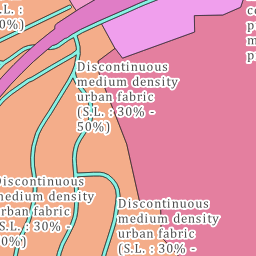 S.L. :
0%)
Discontinuous
medium density
urban fabric
(S.L. : 30% -
50%)
Discontinuous
medium density
urban fabric
(S.L. : 30% -
0%)
Discontinuous
medium density
urban fabric
(S.L. : 30% -